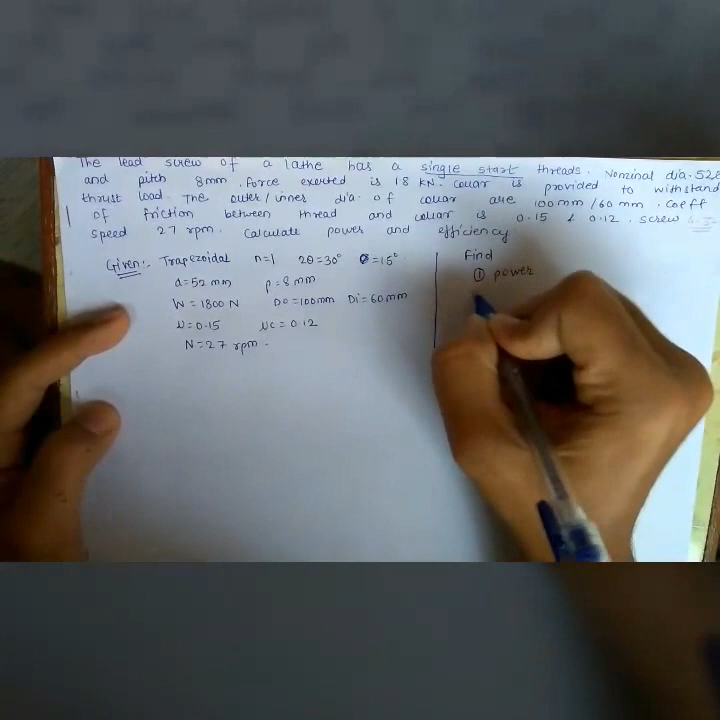 The lead screw of a lathe has a single start threads. Nominal dia. 52
and pitch 8mm. Force exerted is 1.8 KN. Collar is provided to withstand
thrust load. The outer/inner dia. of collar are 100mm/60mm. Coeff
of friction between thread and collar is 0.15 & 0.12. Screw
speed 27 rpm. Calculate power and efficiency
Given:- Trapezoidal n=1 2θ=30° θ=15°
d=52 mm p=8 mm
W=1800 N Do=100mm Di=60mm
μ=0.15 μc=0.12
N=27 rpm.
Find
① power